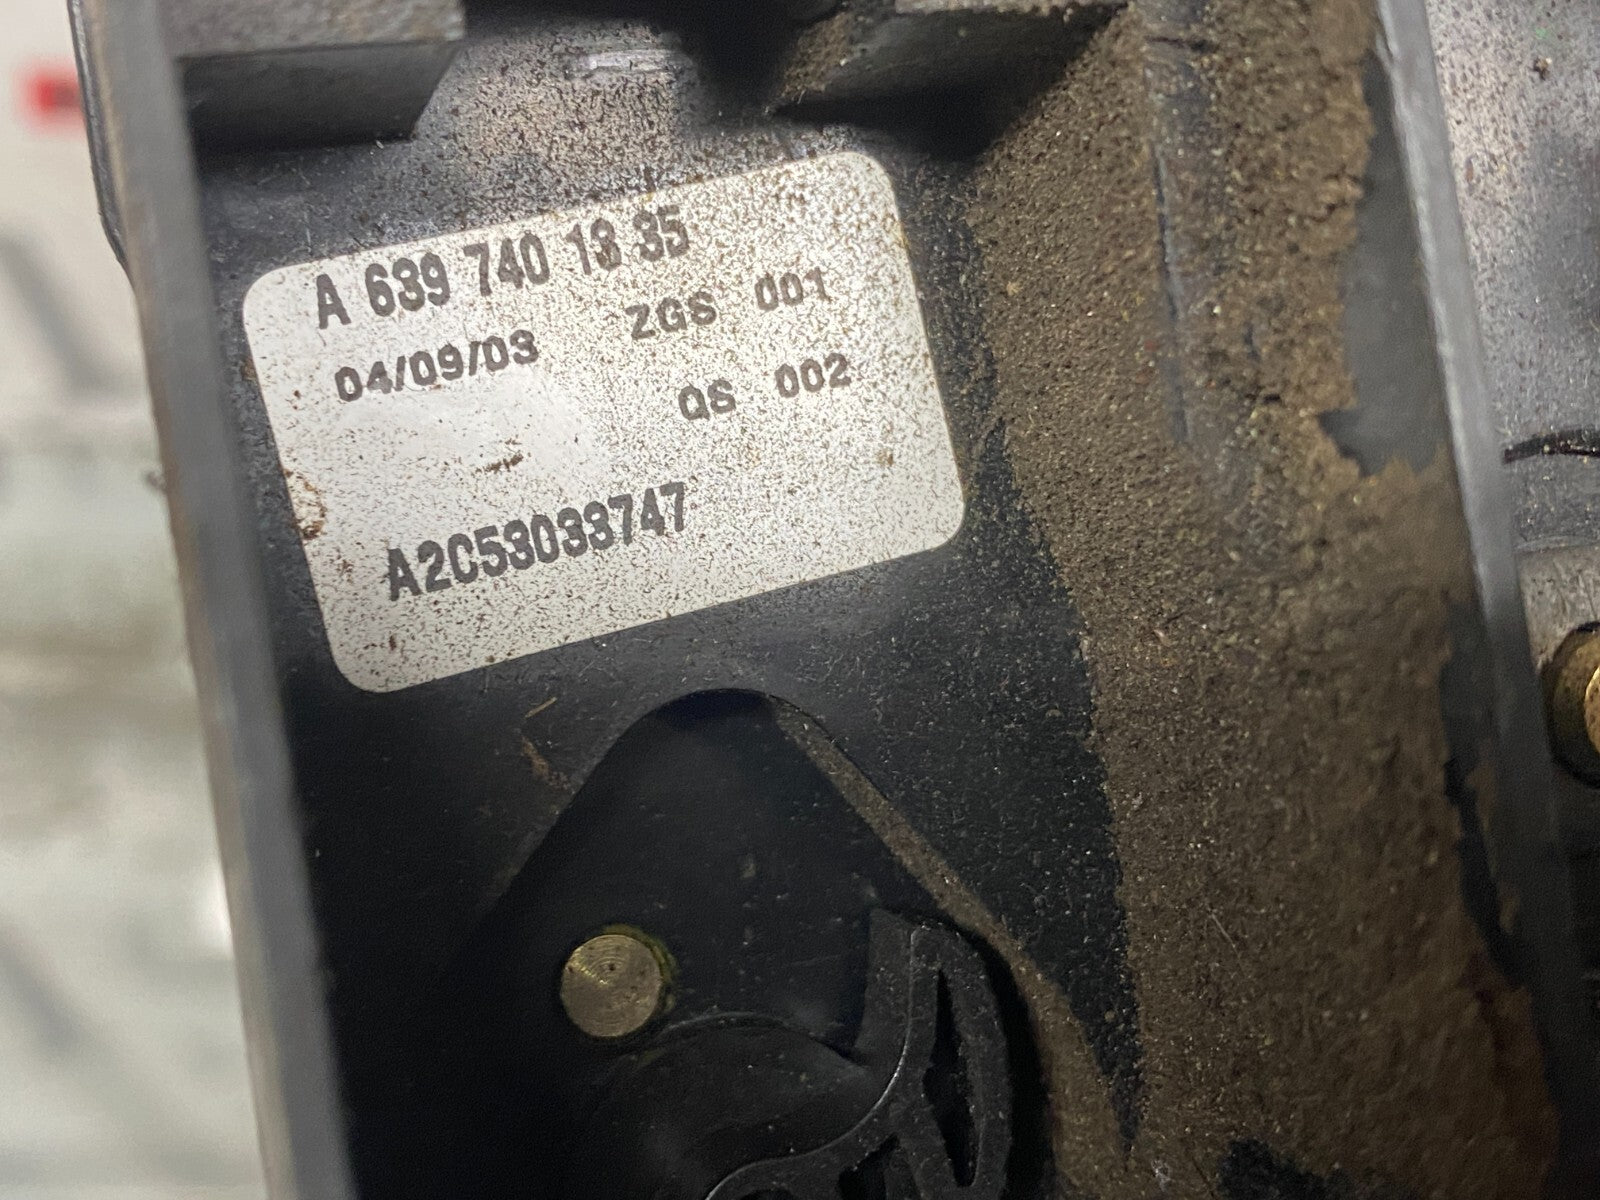 A 639 740 13 35
04/09/03 ZGS 001
QS 002
A2C53033747